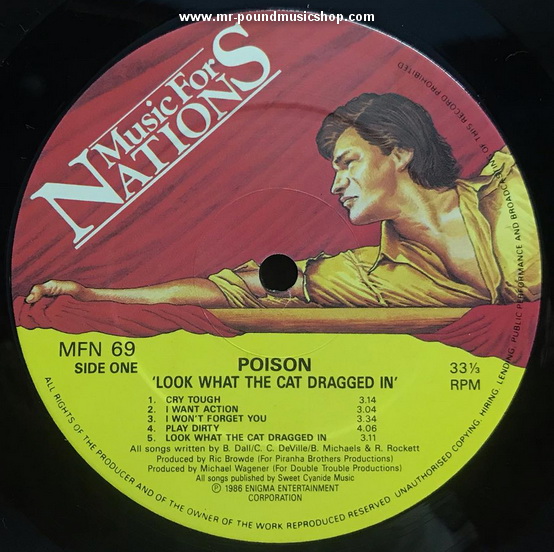 www.mr-poundmusicshop.com
Music For
NATIONS
MFN 69
SIDE ONE
POISON
'LOOK WHAT THE CAT DRAGGED IN'
33⅓
RPM
1. CRY TOUGH 3.14
2. I WANT ACTION 3.04
3. I WON'T FORGET YOU 3.34
4. PLAY DIRTY 4.06
5. LOOK WHAT THE CAT DRAGGED IN 3.11
All songs written by B. Dall/C. C. DeVille/B. Michaels & R. Rockett
Produced by Ric Browde (For Piranha Brothers Productions)
Produced by Michael Wagener (For Double Trouble Productions)
All songs published by Sweet Cyanide Music
Ⓟ 1986 ENIGMA ENTERTAINMENT
CORPORATION
ALL RIGHTS OF THE PRODUCER AND OF THE OWNER OF THE WORK REPRODUCED RESERVED. UNAUTHORISED COPYING, HIRING, LENDING, PUBLIC PERFORMANCE AND BROADCASTING OF THIS RECORD PROHIBITED